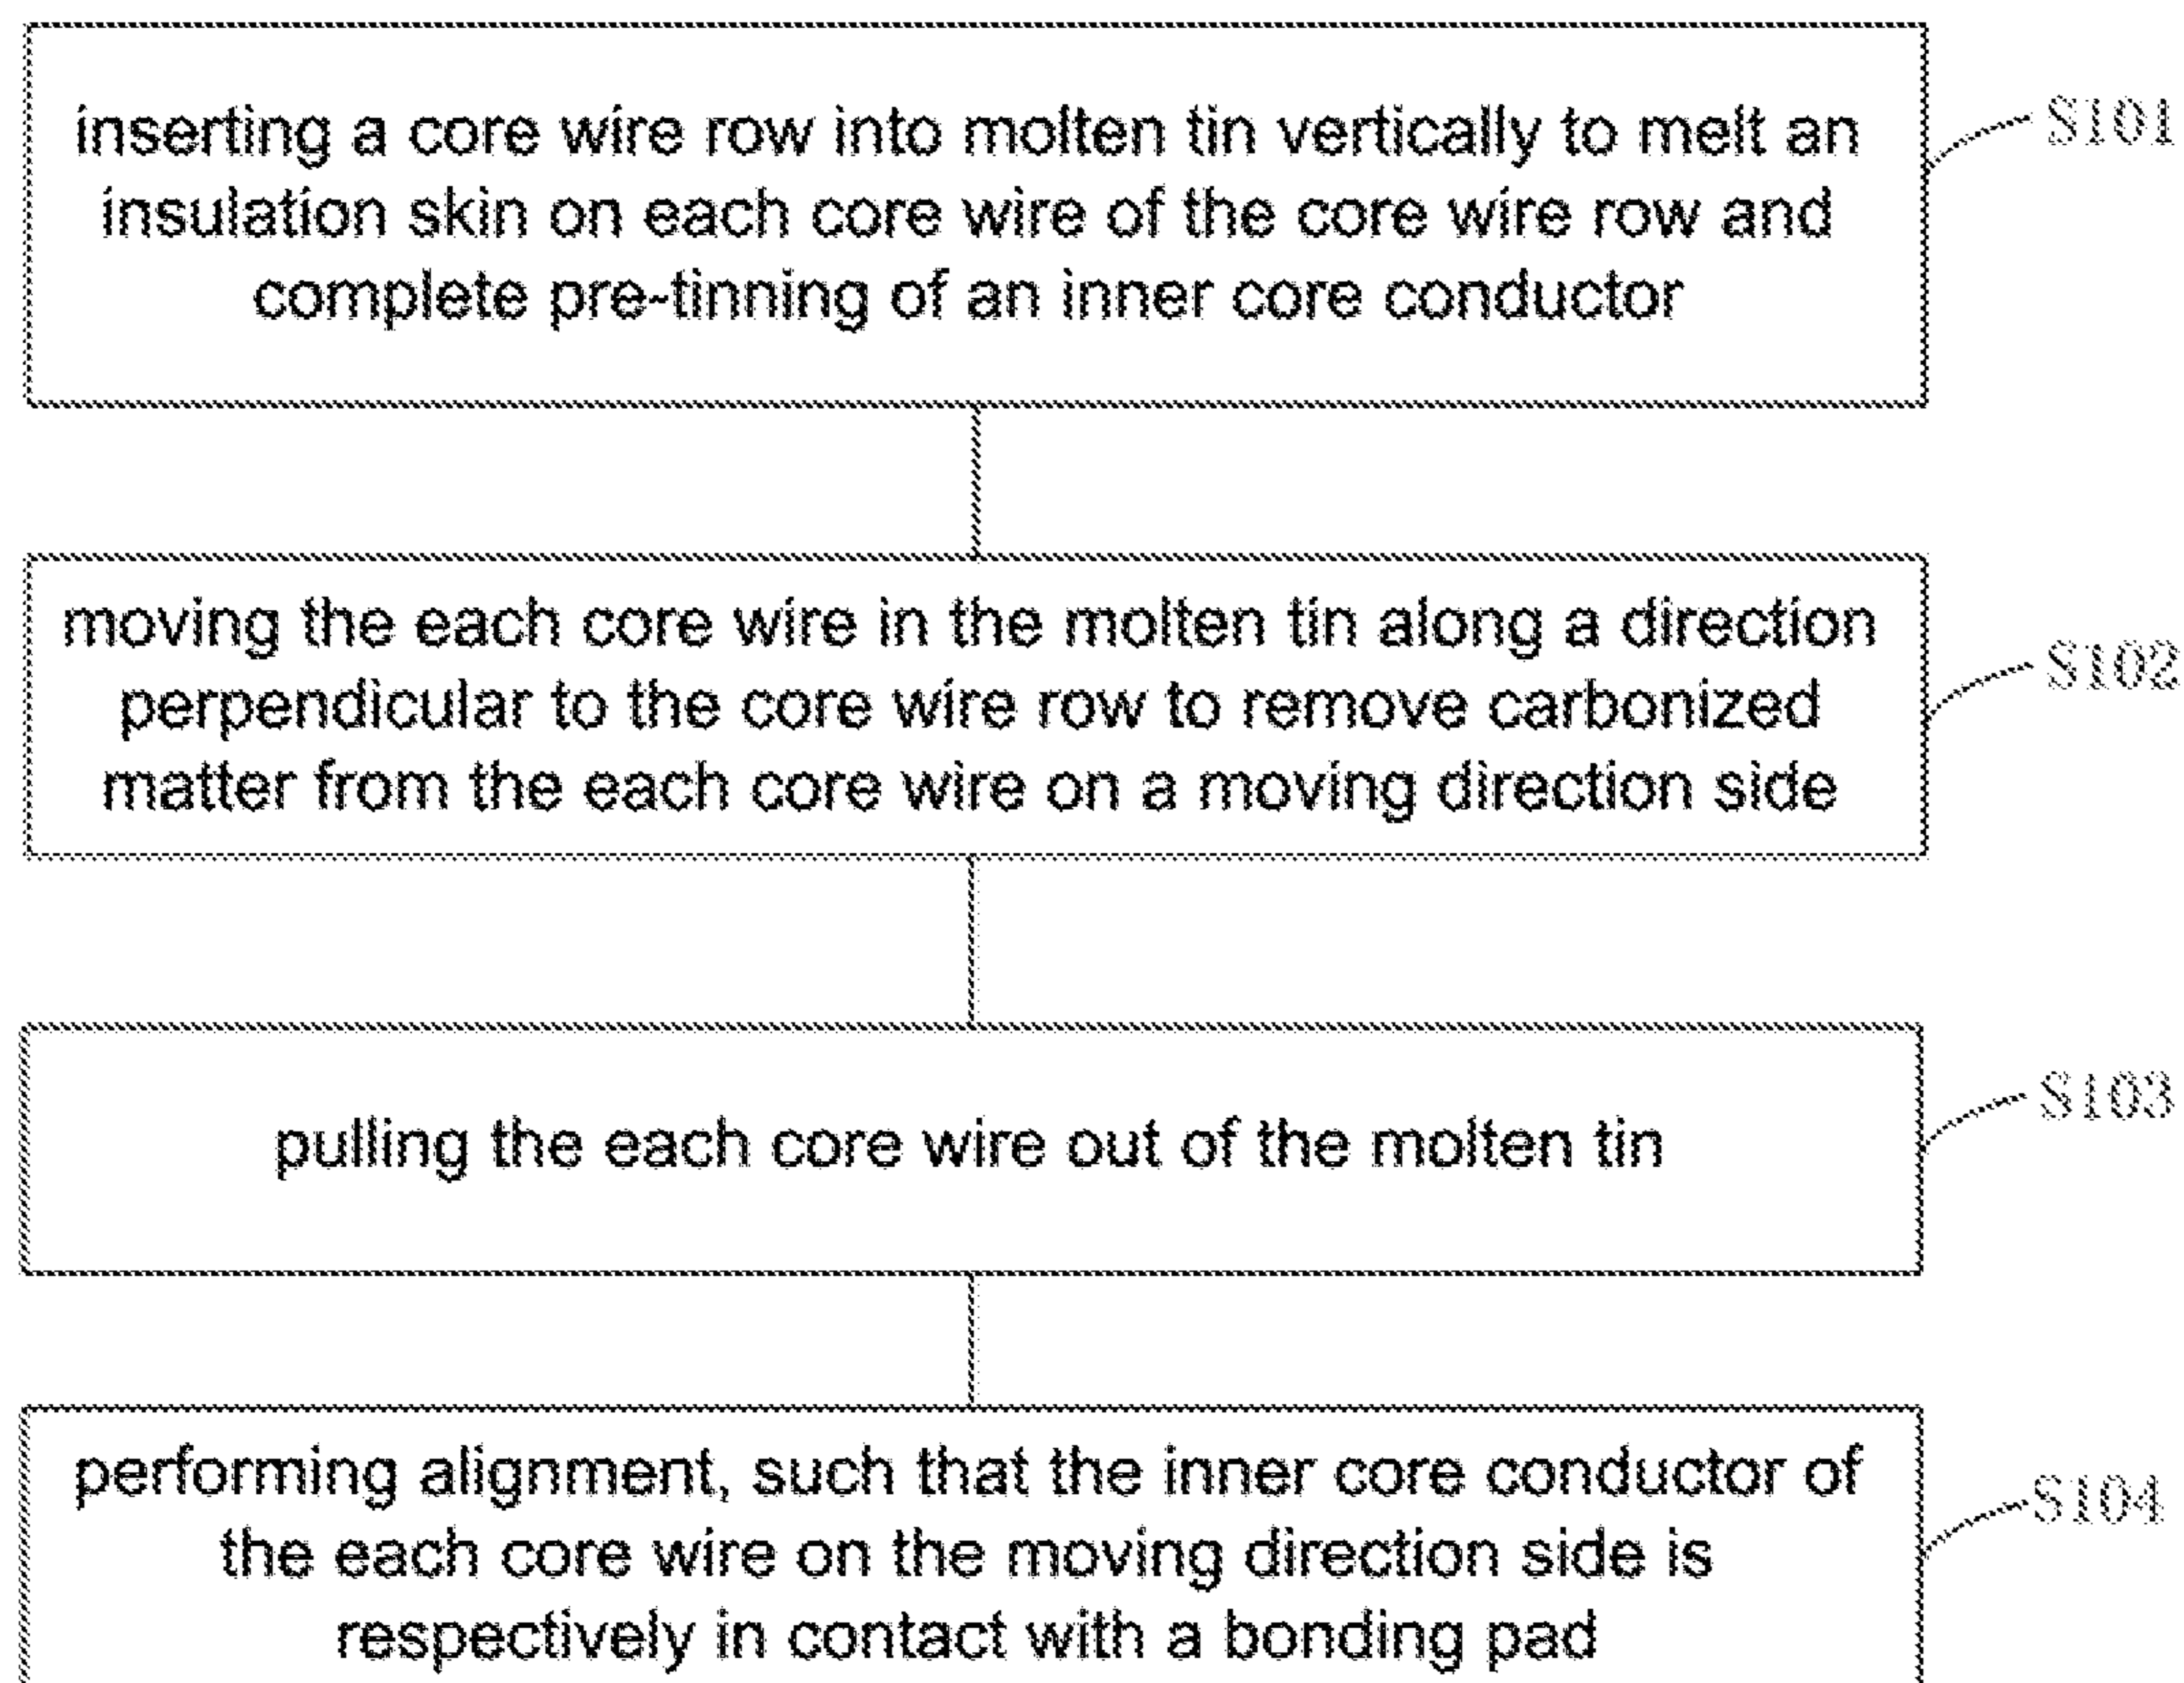 inserting a core wire row into molten tin vertically to melt an
insulation skin on each core wire of the core wire row and
complete pre-tinning of an inner core conductor
S101
moving the each core wire in the molten tin along a direction
perpendicular to the core wire row to remove carbonized
matter from the each core wire on a moving direction side
S102
pulling the each core wire out of the molten tin
S103
performing alignment, such that the inner core conductor of
the each core wire on the moving direction side is
respectively in contact with a bonding pad
S104